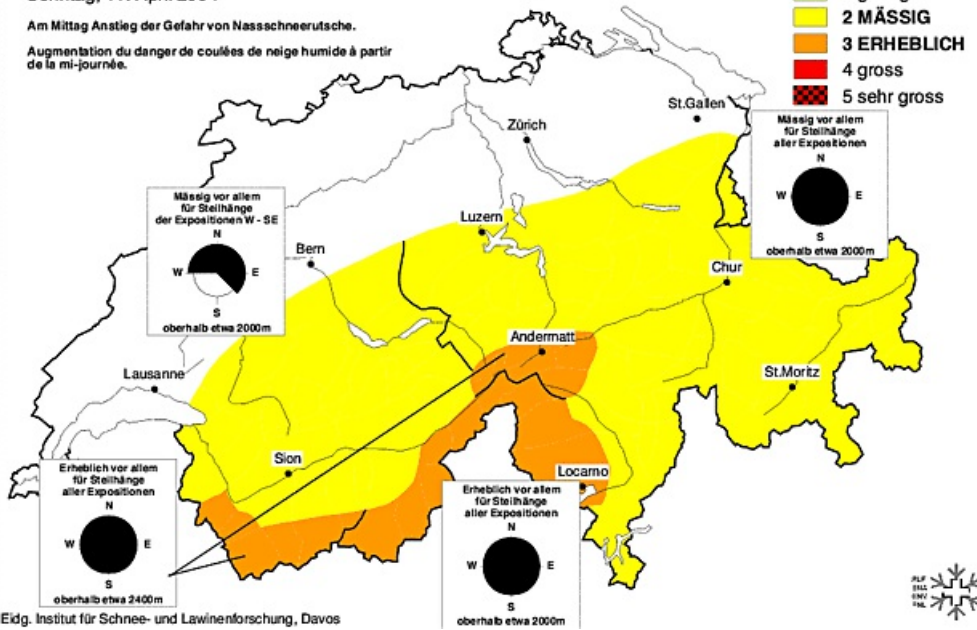 Am Mittag Anstieg der Gefahr von Nassschneerutsche.
Augmentation du danger de coulées de neige humide à partir
de la mi-journée.
2 MÄSSIG
3 ERHEBLICH
4 gross
5 sehr gross
St.Gallen
Zürich
Mässig vor allem
für Steilhänge
aller Expositionen
N
W E
S
oberhalb etwa 2000m
Mässig vor allem
für Steilhänge
der Expositionen W - SE
N
W E
S
oberhalb etwa 2000m
Luzern
Bern
Chur
Andermatt
Lausanne
St.Moritz
Sion
Locarno
Erheblich vor allem
für Steilhänge
aller Expositionen
N
W E
S
oberhalb etwa 2400m
Erheblich vor allem
für Steilhänge
aller Expositionen
N
W E
S
oberhalb etwa 2000m
Eidg. Institut für Schnee- und Lawinenforschung, Davos